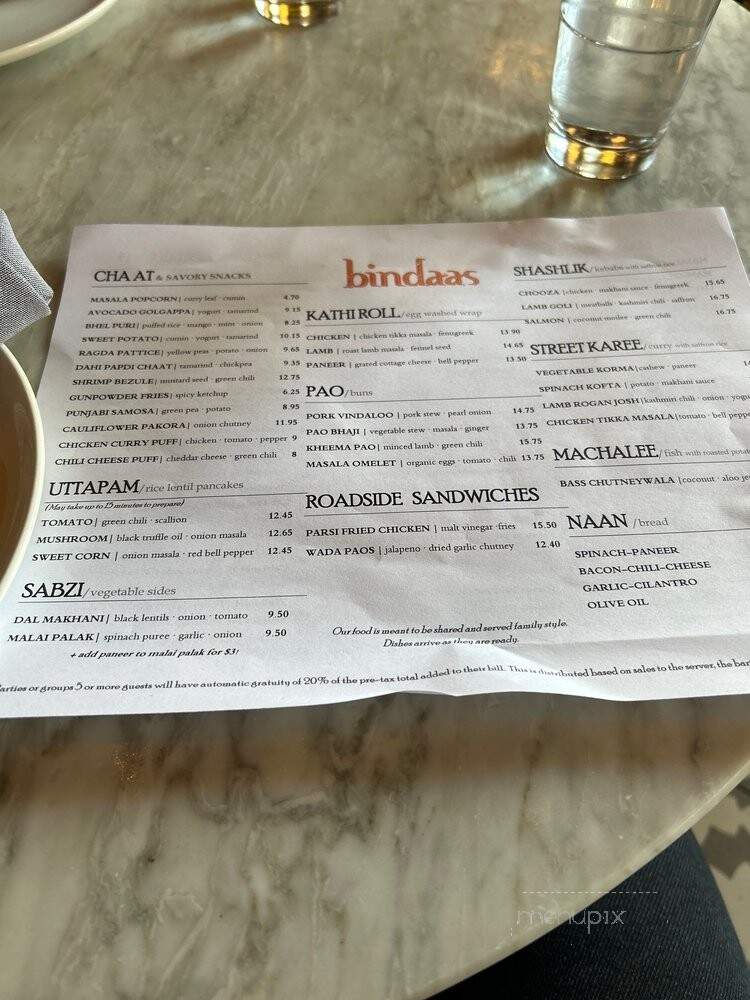 bindaas
CHAAT & SAVORY SNACKS
MASALA POPCORN| curry leaf · cumin 4.70
AVOCADO GOLGAPPA| yogurt · tamarind 9.15
BHEL PURI| puffed rice · mango · mint · onion 8.25
SWEET POTATO| cumin · yogurt · tamarind 10.15
RAGDA PATTICE| yellow peas · potato · onion 9.65
DAHI PAPDI CHAAT| tamarind · chickpea 9.35
SHRIMP BEZULE| mustard seed · green chili 12.75
GUNPOWDER FRIES| spicy ketchup 6.25
PUNJABI SAMOSA| green pea · potato 8.95
CAULIFLOWER PAKORA| onion chutney 11.95
CHICKEN CURRY PUFF| chicken · tomato · pepper 9
CHILI CHEESE PUFF| cheddar cheese · green chili 8
UTTAPAM/rice lentil pancakes
(May take up to 15 minutes to prepare)
TOMATO| green chili · scallion 12.45
MUSHROOM| black truffle oil · onion masala 12.65
SWEET CORN | onion masala · red bell pepper 12.45
SABZI/vegetable sides
DAL MAKHANI| black lentils · onion · tomato 9.50
MALAI PALAK| spinach puree · garlic · onion 9.50
+ add paneer to malai palak for $3!
KATHI ROLL/egg washed wrap
CHICKEN | chicken tikka masala · fenugreek 13.90
LAMB | roast lamb masala · fennel seed 14.65
PANEER | grated cottage cheese · bell pepper 13.50
PAO/buns
PORK VINDALOO | pork stew · pearl onion 14.75
PAO BHAJI | vegetable stew · masala · ginger 13.75
KHEEMA PAO| minced lamb · green chili 15.75
MASALA OMELET | organic eggs · tomato · chili 13.75
ROADSIDE SANDWICHES
PARSI FRIED CHICKEN | malt vinegar ·fries 15.50
WADA PAOS | jalapeno · dried garlic chutney 12.40
SHASHLIK/kebabs with saffron rice
CHOOZA |chicken · makhani sauce · fenugreek 15.65
LAMB GOLI | meatballs · kashmiri chili · saffron 16.75
SALMON | coconut moilee · green chili 16.75
STREET KAREE/curry with saffron rice
VEGETABLE KORMA|cashew · paneer
SPINACH KOFTA | potato · makhani sauce
LAMB ROGAN JOSH|kashmiri chili · onion ·
CHICKEN TIKKA MASALA|tomato · bell
MACHALEE/fish with roasted
BASS CHUTNEYWALA |coconut · aloo
NAAN /bread
SPINACH-PANEER
BACON-CHILI-CHEESE
GARLIC-CILANTRO
OLIVE OIL
Our food is meant to be shared and served family style.
Dishes arrive as they are ready.
arties or groups 5 or more guests will have automatic gratuity of 20% of the pre-tax total added to their bill. This is distributed based on sales to the server, the bar
menupix